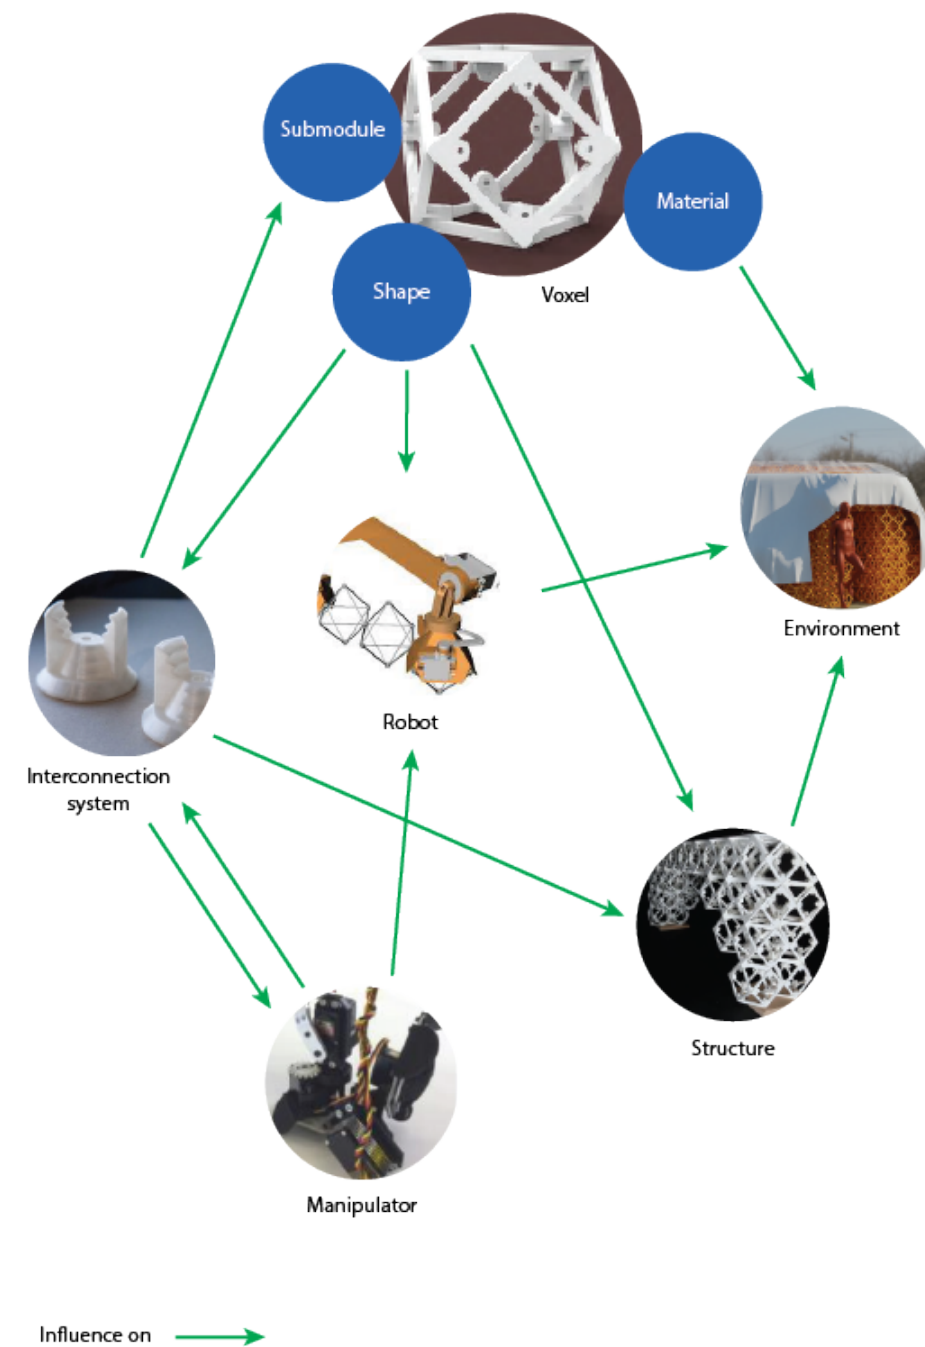 Submodule
Material
Shape
Voxel
Environment
Robot
Interconnection
system
Structure
Manipulator
Influence on